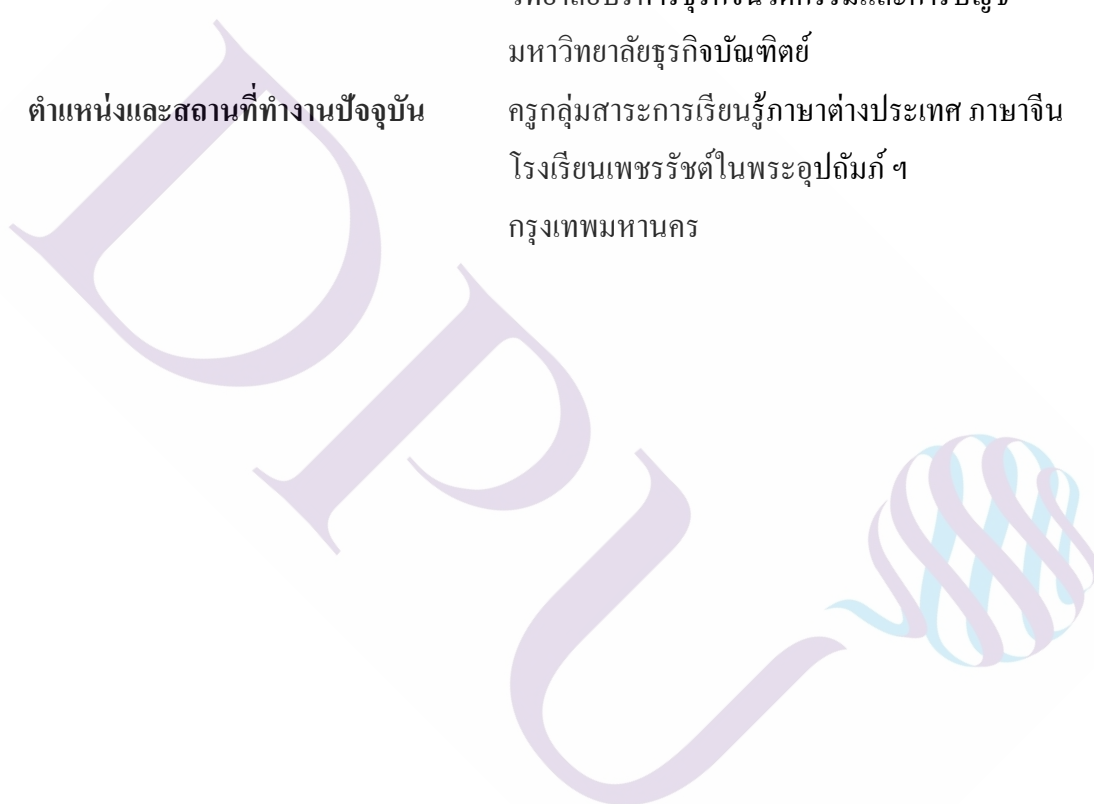 มหาวิทยาลัยธุรกิจบัณฑิตย์
ตำแหน่งและสถานที่ทำงานปัจจุบัน ครูกลุ่มสาระการเรียนรู้ภาษาต่างประเทศ ภาษาจีน
โรงเรียนเพชรรัชต์ในพระอุปถัมภ์ ฯ
กรุงเทพมหานคร
DPU